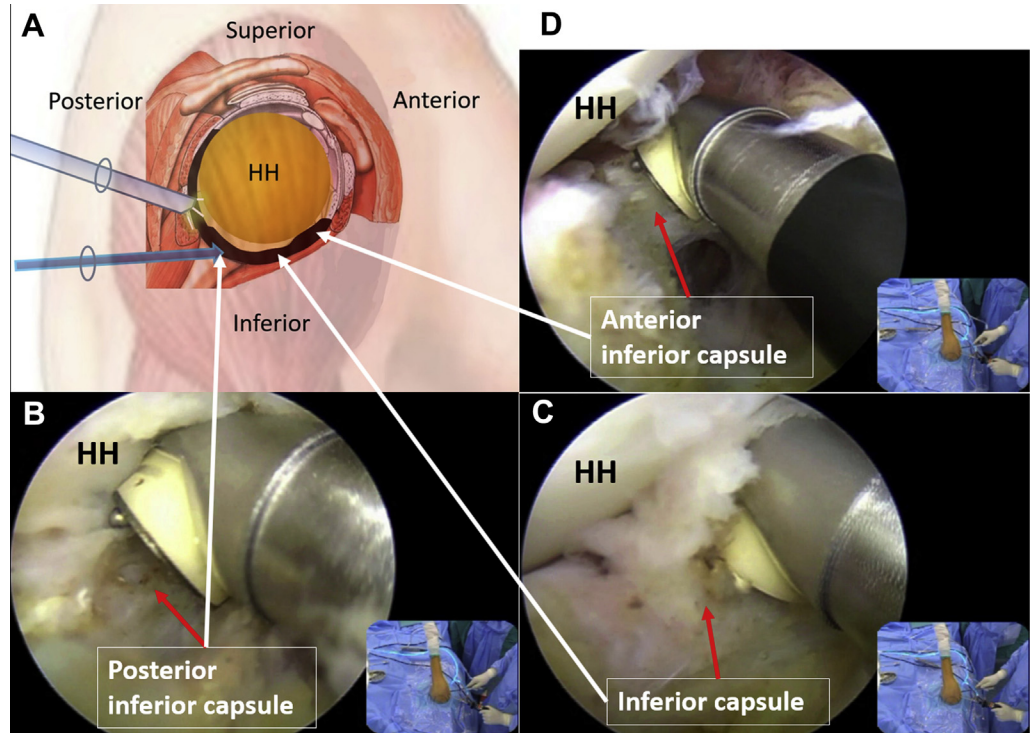 A
Superior
Posterior
Anterior
HH
Inferior
D
HH
Anterior
inferior capsule
B
HH
Posterior
inferior capsule
C
HH
Inferior capsule